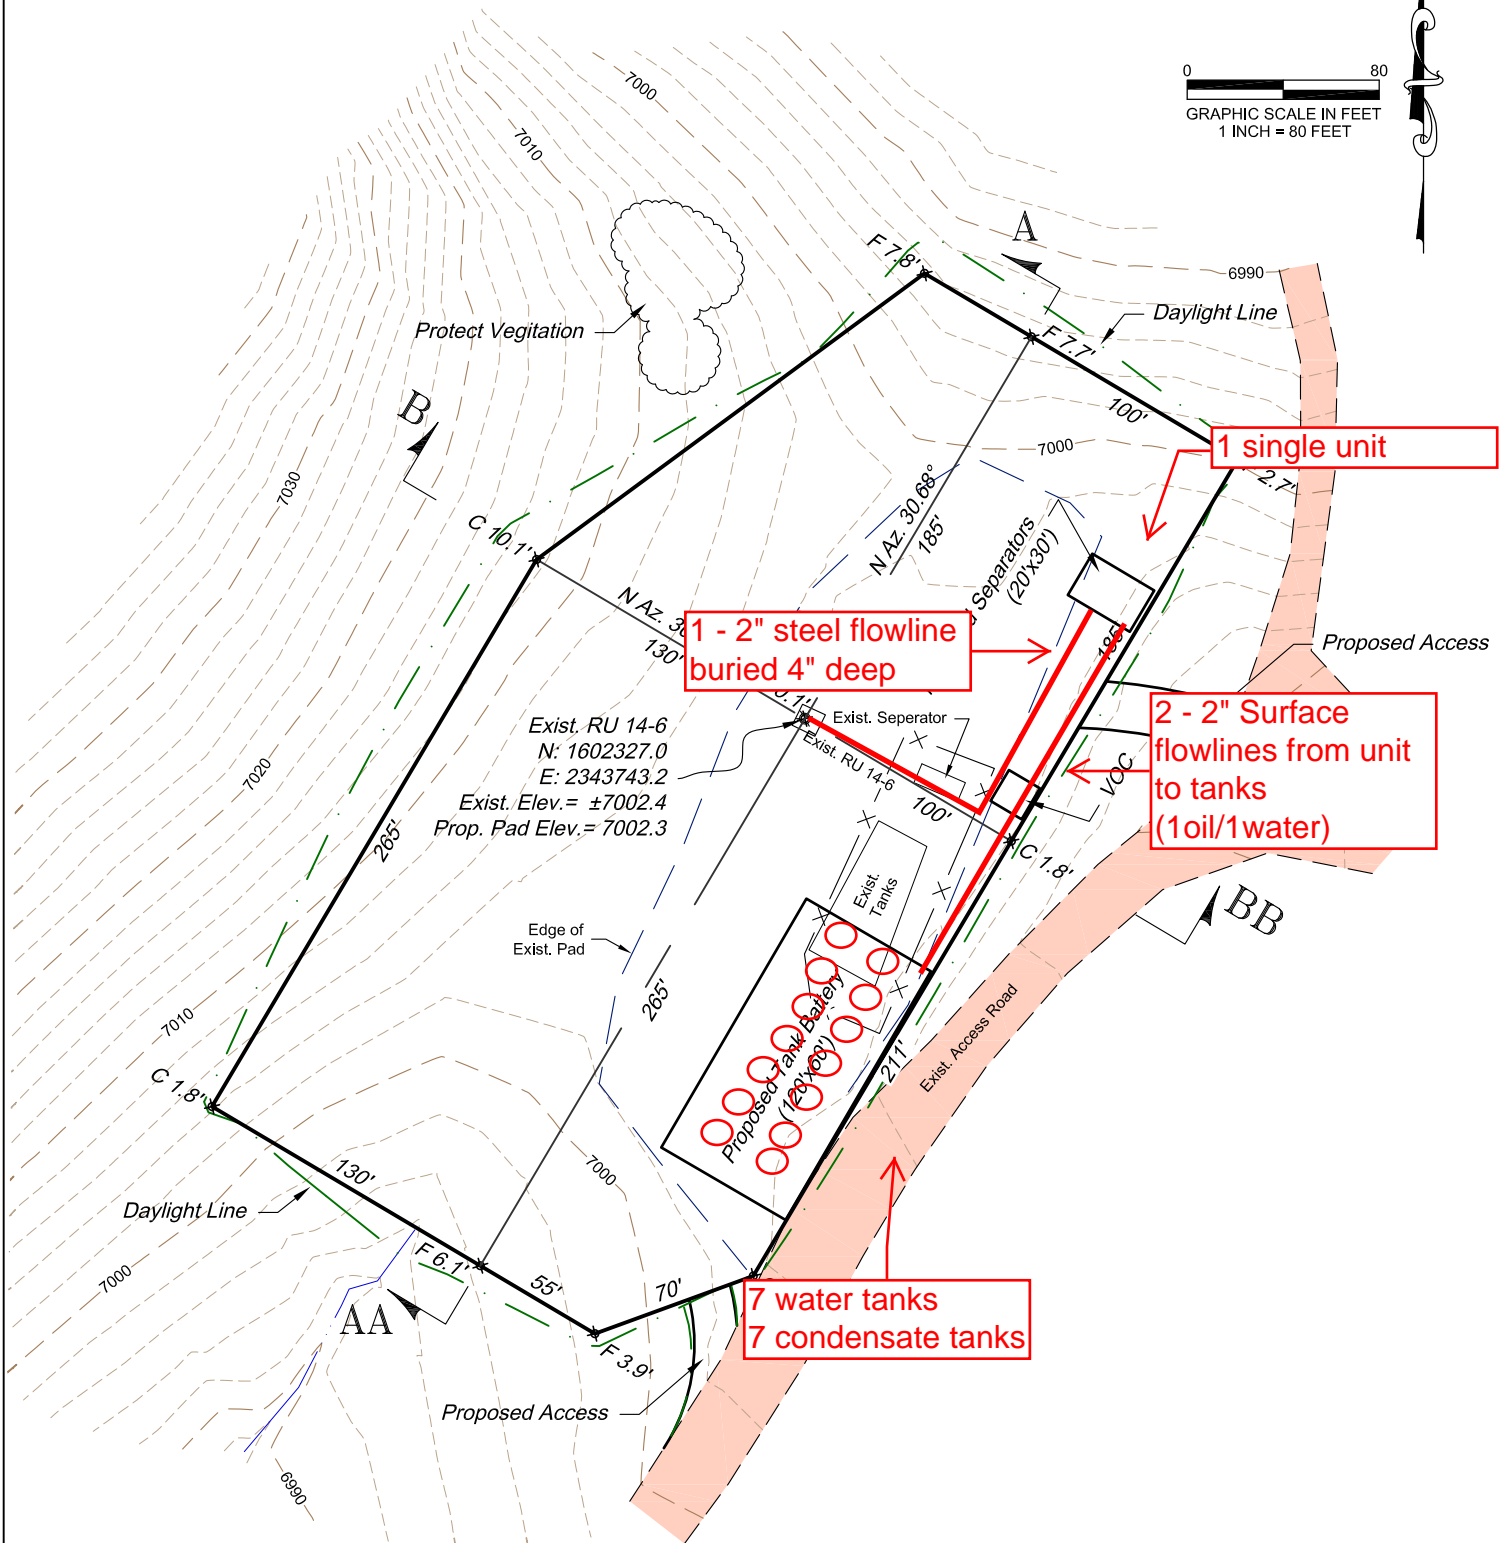 0 80
GRAPHIC SCALE IN FEET
1 INCH = 80 FEET
7000
7010
A
F 7.8'
6990
Daylight Line
F 7.7'
Protect Vegitation
B
100'
7000
1 single unit
2.7'
7030
C 10.1'
N Az. 30.68°
185'
Separators
(20'x30')
N Az.
130'
1 - 2" steel flowline
buried 4" deep
185'
Proposed Access
Exist. RU 14-6
N: 1602327.0
E: 2343743.2
Exist. Elev.= ±7002.4
Prop. Pad Elev.= 7002.3
Exist. Seperator
Exist. RU 14-6
100'
VOC
2 - 2" Surface
flowlines from unit
to tanks
(1oil/1water)
7020
265'
C 1.8'
Exist.
Tanks
BB
Edge of
Exist. Pad
265'
Proposed Tank Battery
(120'x60')
211'
Exist. Access Road
7010
C 1.8'
130'
7000
Daylight Line
7000
F 6.1'
55'
70'
AA
7 water tanks
7 condensate tanks
F 3.9'
Proposed Access
6990